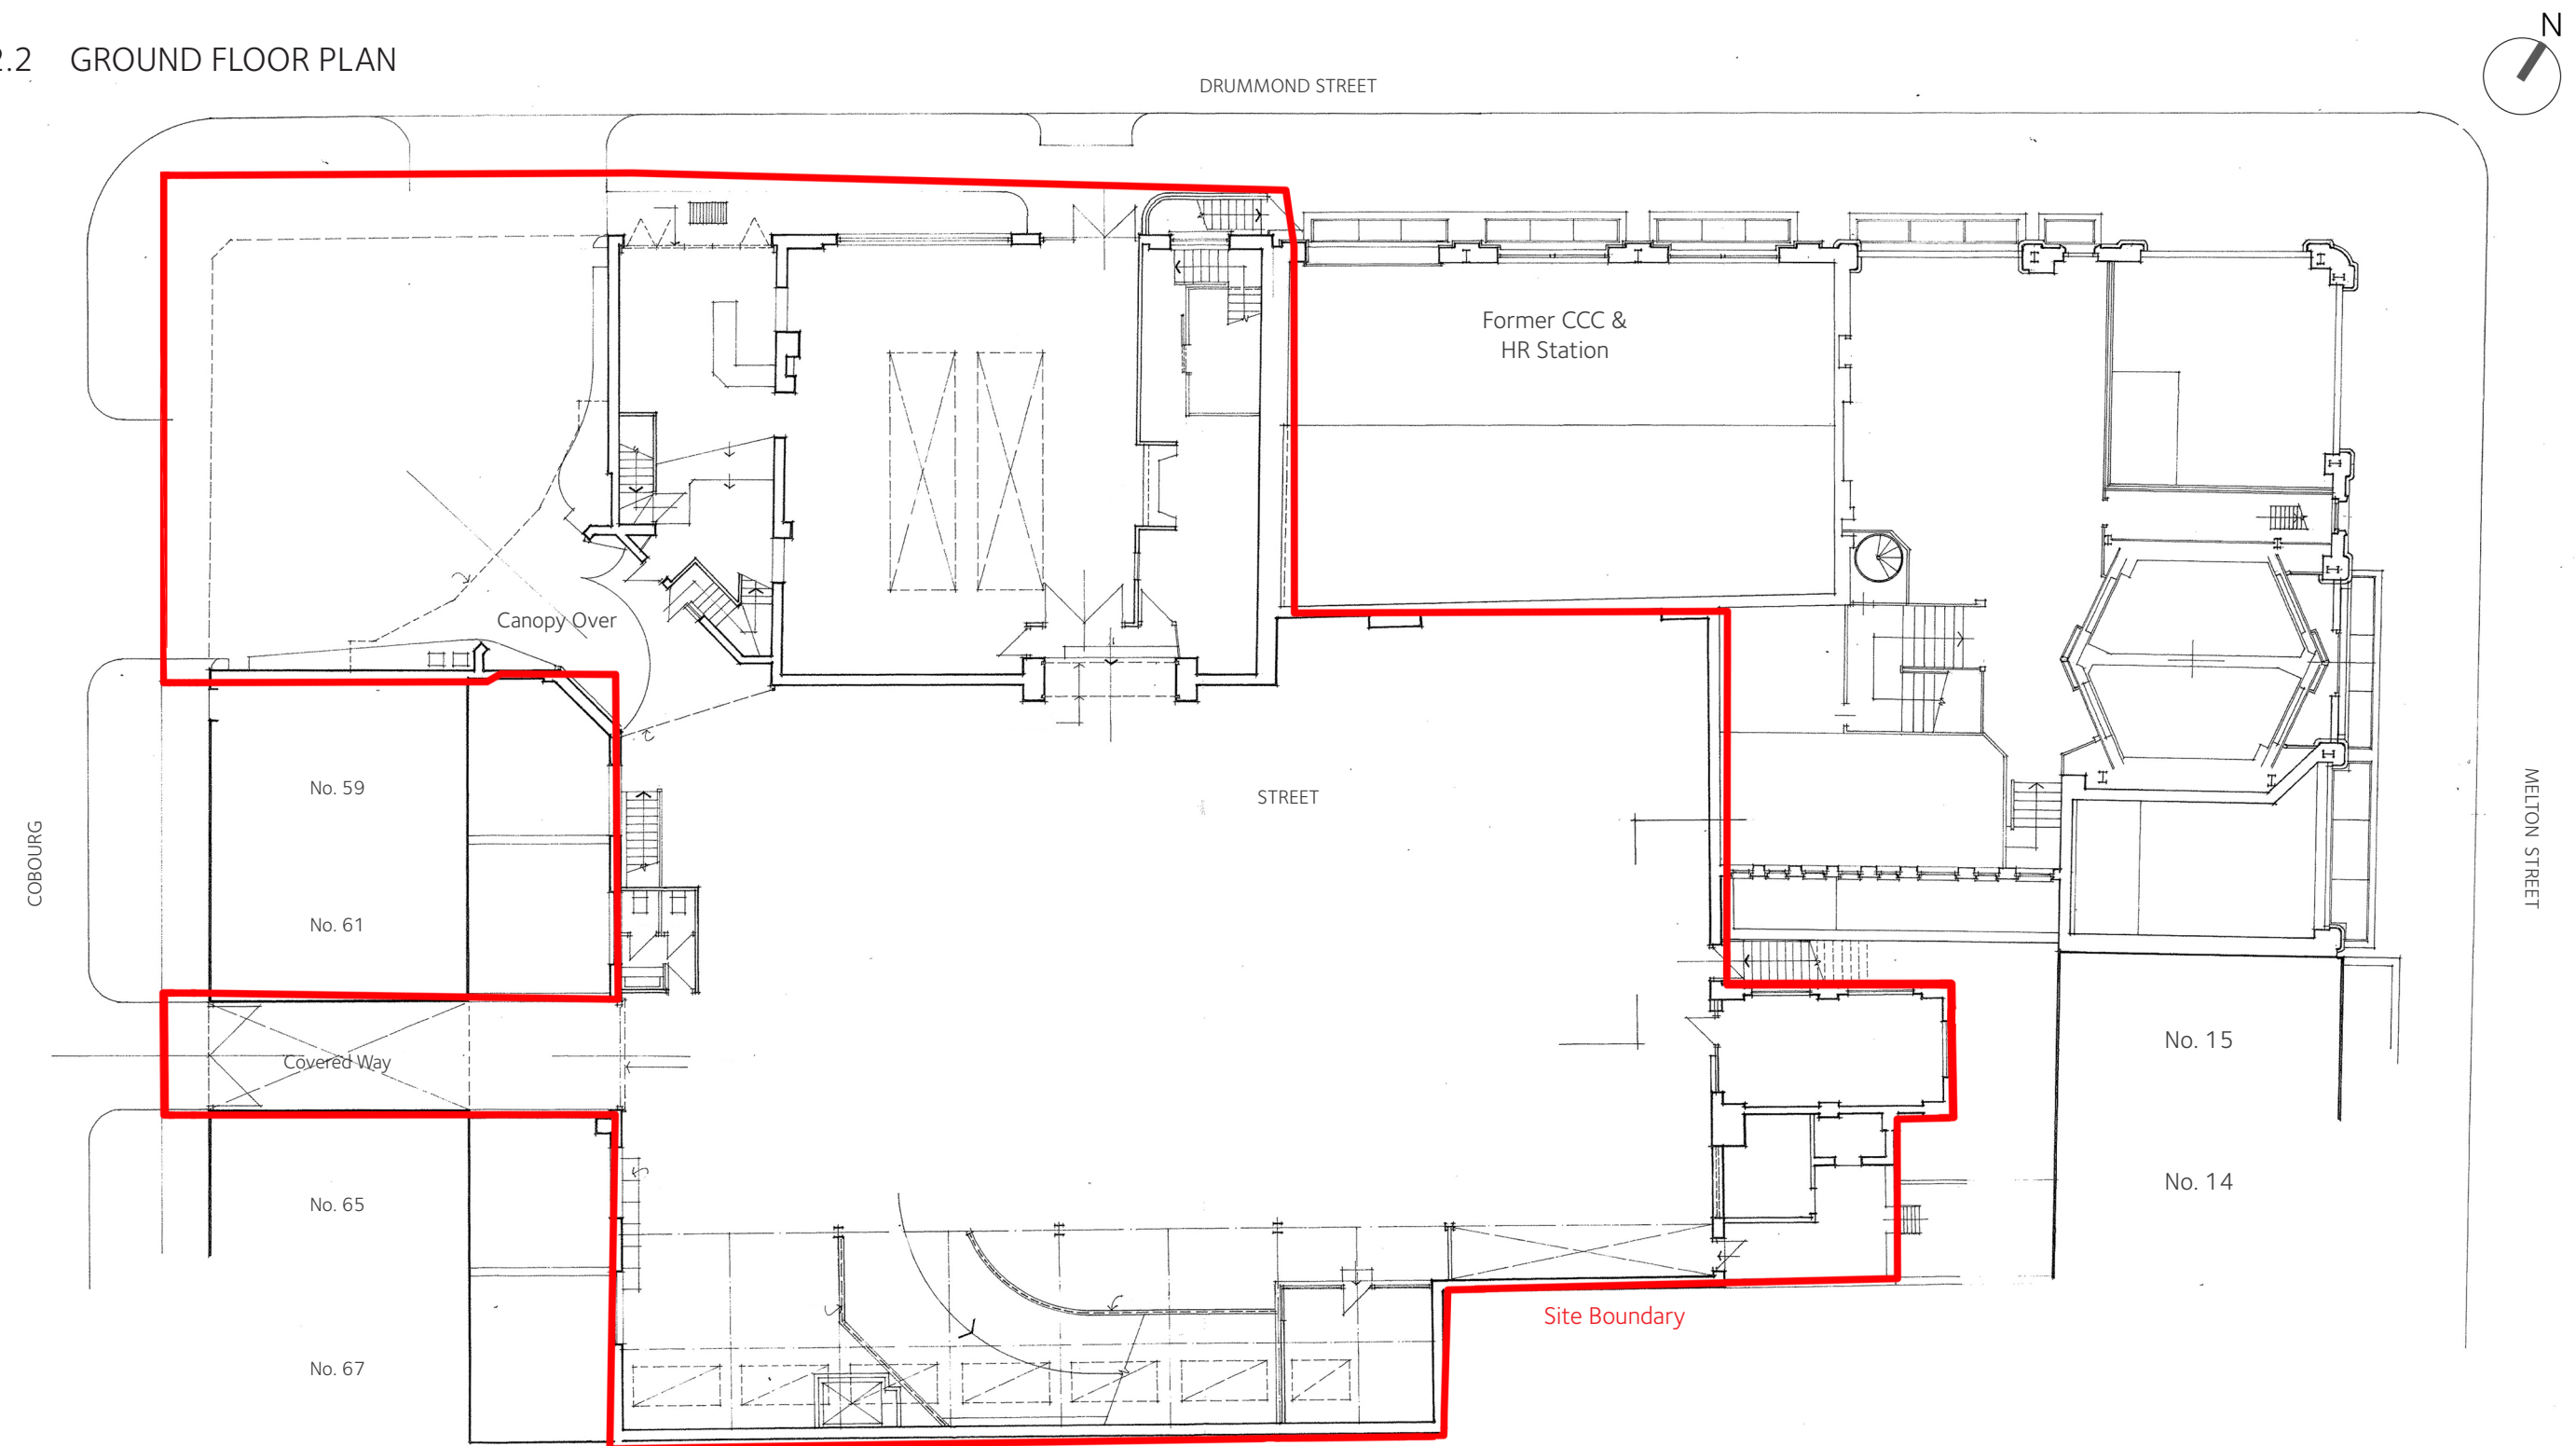 2.2 GROUND FLOOR PLAN
N
DRUMMOND STREET
Former CCC &
HR Station
Canopy Over
No. 59
STREET
COBOURG
MELTON STREET
No. 61
No. 15
Covered Way
No. 14
No. 65
Site Boundary
No. 67